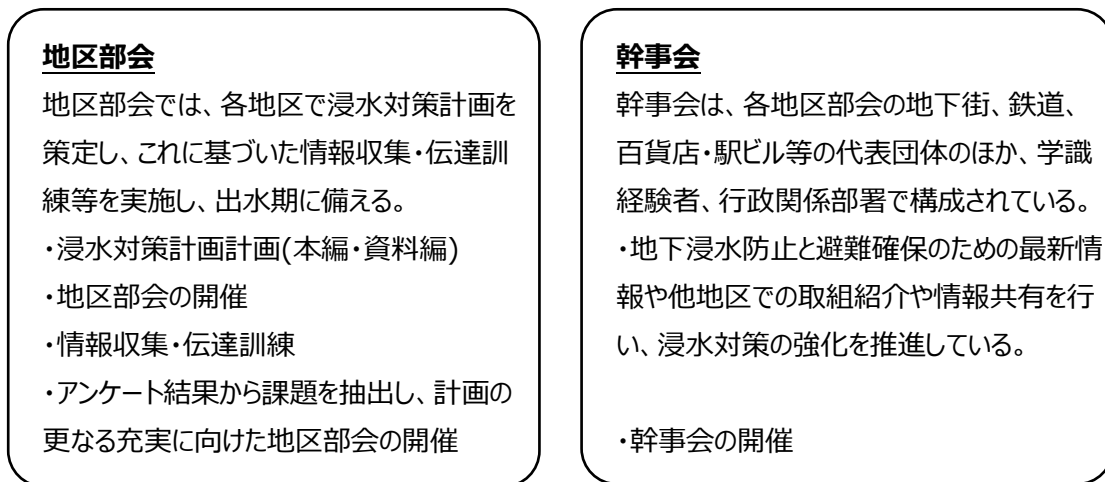 地区部会
地区部会では、各地区で浸水対策計画を
策定し、これに基づいた情報収集・伝達訓
練等を実施し、出水期に備える。
・浸水対策計画計画(本編・資料編)
・地区部会の開催
・情報収集・伝達訓練
・アンケート結果から課題を抽出し、計画の
更なる充実に向けた地区部会の開催
幹事会
幹事会は、各地区部会の地下街、鉄道、
百貨店・駅ビル等の代表団体のほか、学識
経験者、行政関係部署で構成されている。
・地下浸水防止と避難確保のための最新情
報や他地区での取組紹介や情報共有を行
い、浸水対策の強化を推進している。
・幹事会の開催